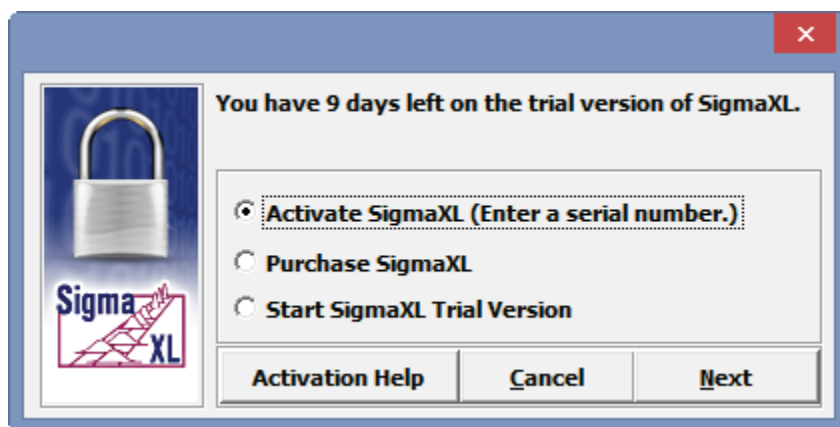 You have 9 days left on the trial version of SigmaXL.
Activate SigmaXL (Enter a serial number.)
Purchase SigmaXL
Start SigmaXL Trial Version
Sigma
XL
Activation Help
Cancel
Next